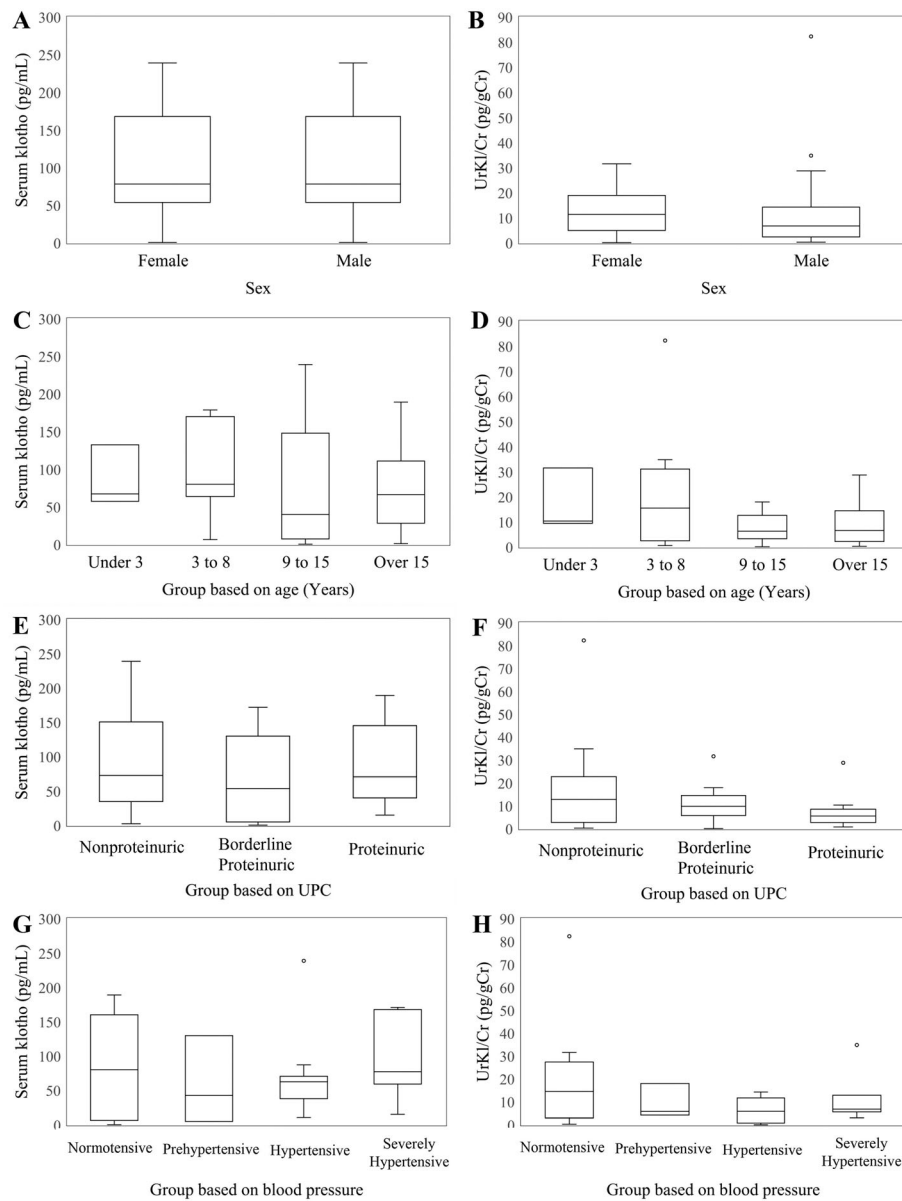 A
Serum klotho (pg/mL)
300
250
200
150
100
50
0
Female
Male
Sex
B
UrKl/Cr (pg/gCr)
90
80
70
60
50
40
30
20
10
0
Female
Male
Sex
C
Serum klotho (pg/mL)
300
250
200
150
100
50
0
Under 3
3 to 8
9 to 15
Over 15
Group based on age (Years)
D
UrKl/Cr (pg/gCr)
90
80
70
60
50
40
30
20
10
0
Under 3
3 to 8
9 to 15
Over 15
Group based on age (Years)
E
Serum klotho (pg/mL)
300
250
200
150
100
50
0
Nonproteinuric
Borderline
Proteinuric
Proteinuric
Group based on UPC
F
UrKl/Cr (pg/gCr)
90
80
70
60
50
40
30
20
10
0
Nonproteinuric
Borderline
Proteinuric
Proteinuric
Group based on UPC
G
Serum klotho (pg/mL)
300
250
200
150
100
50
0
Normotensive
Prehypertensive
Hypertensive
Severely
Hypertensive
Group based on blood pressure
H
UrKl/Cr (pg/gCr)
90
80
70
60
50
40
30
20
10
0
Normotensive
Prehypertensive
Hypertensive
Severely
Hypertensive
Group based on blood pressure